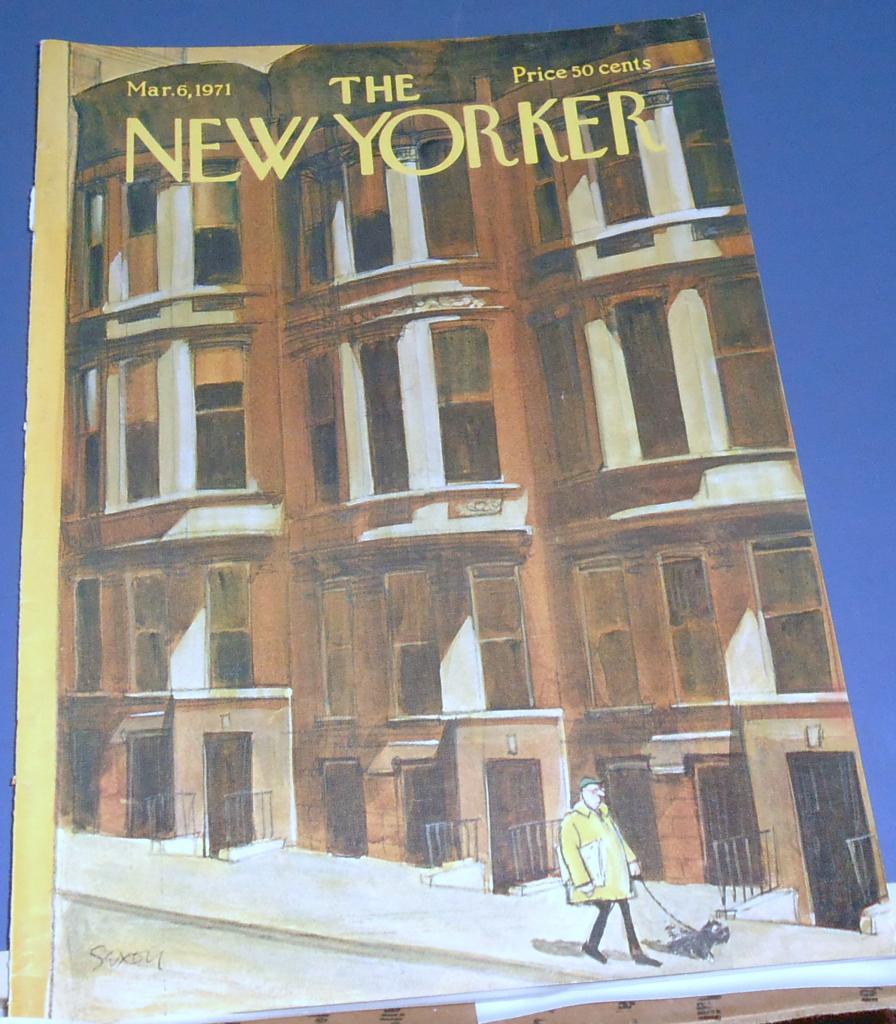 Mar.6,1971
THE
Price 50 cents
NEW YORKER
SAXON